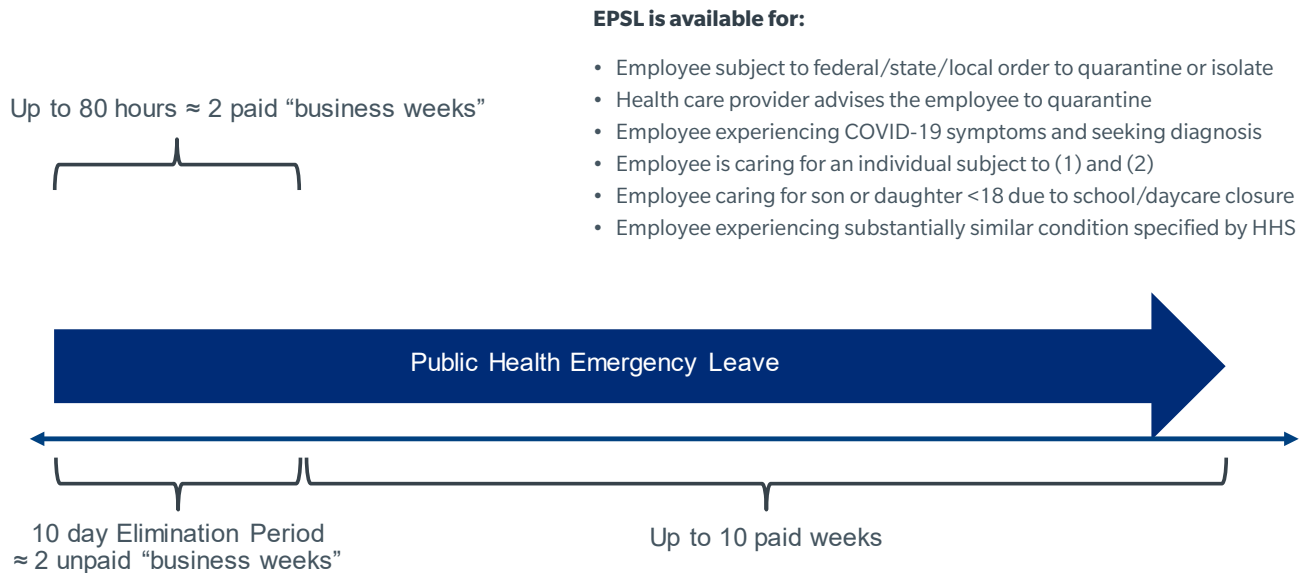 EPSL is available for:
• Employee subject to federal/state/local order to quarantine or isolate
• Health care provider advises the employee to quarantine
• Employee experiencing COVID-19 symptoms and seeking diagnosis
• Employee is caring for an individual subject to (1) and (2)
• Employee caring for son or daughter <18 due to school/daycare closure
• Employee experiencing substantially similar condition specified by HHS
Up to 80 hours ≈ 2 paid “business weeks”
Public Health Emergency Leave
10 day Elimination Period
≈ 2 unpaid “business weeks”
Up to 10 paid weeks